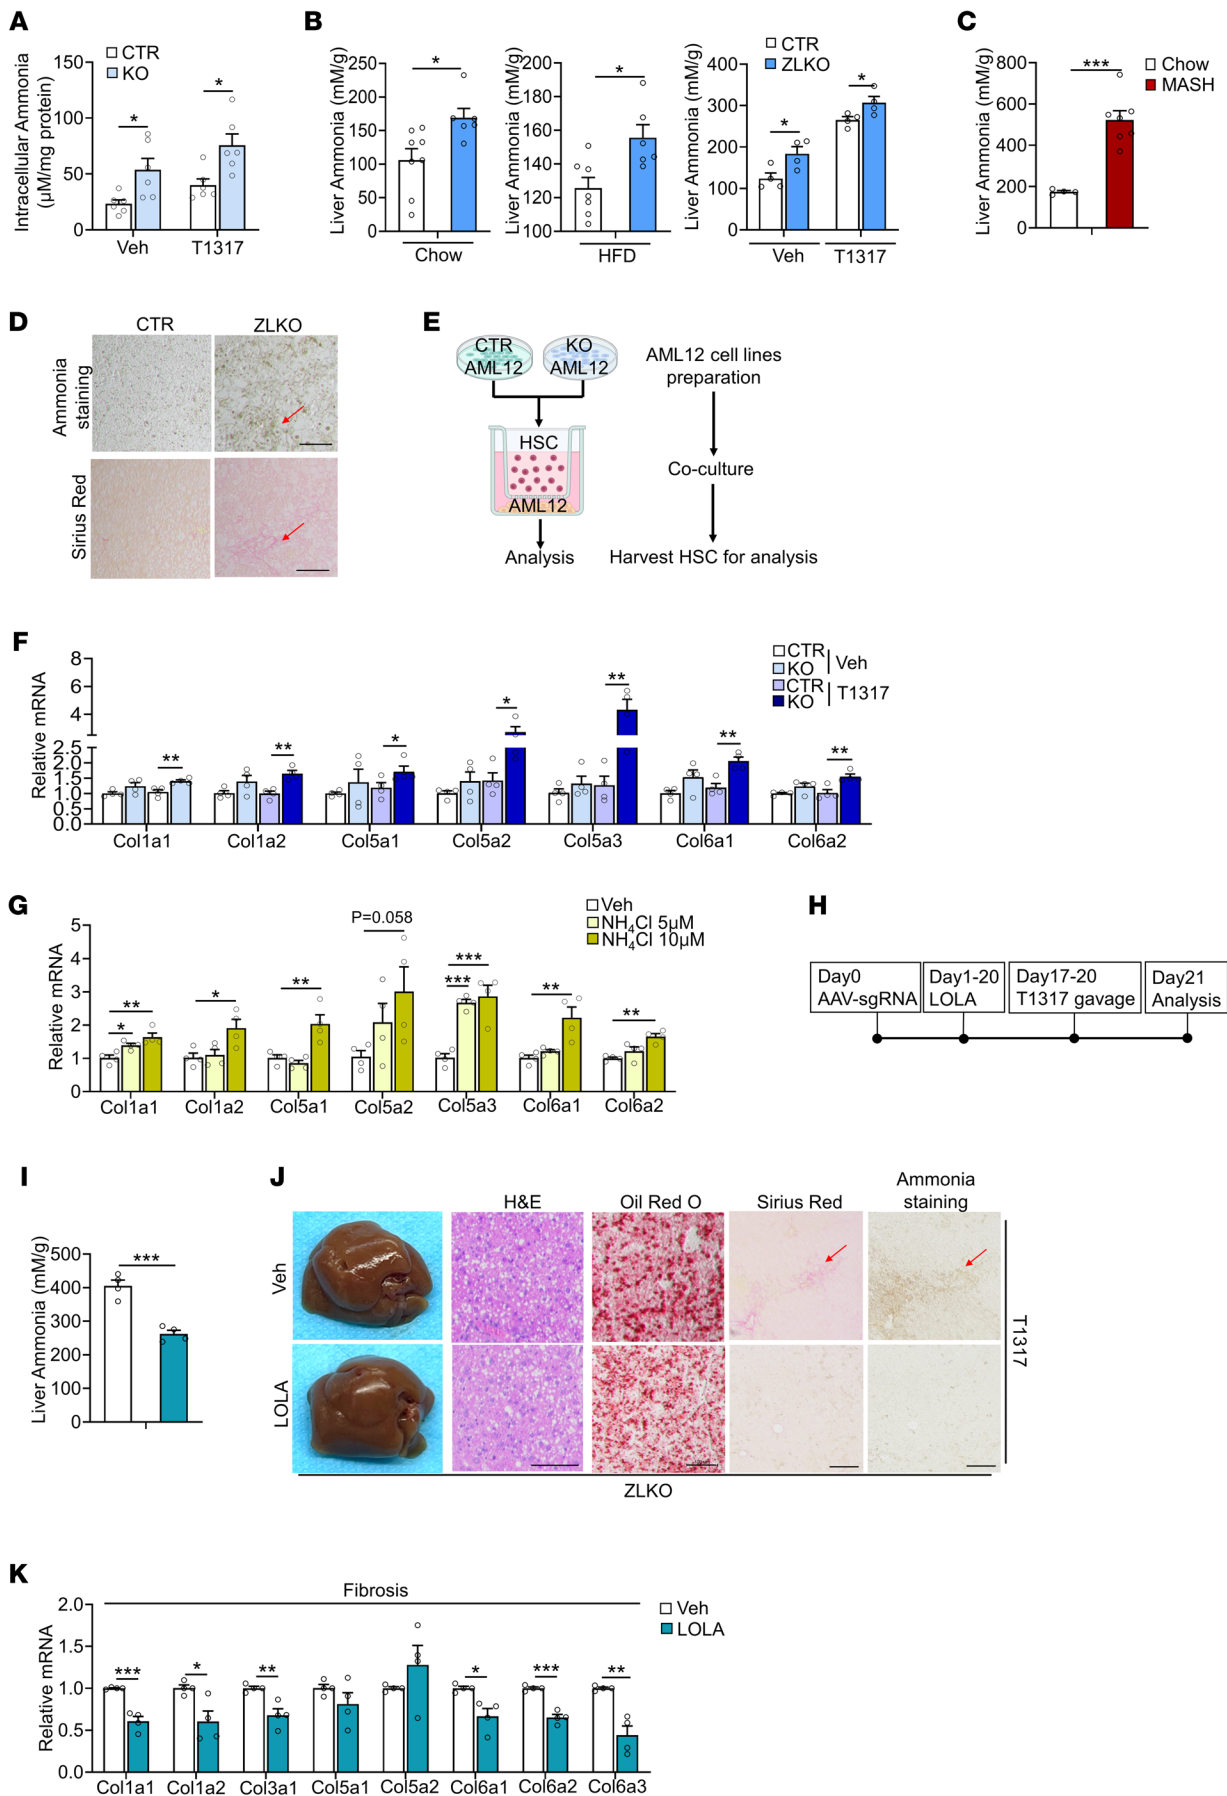 A
Intracellular Ammonia
(µM/mg protein)
CTR
KO
150
100
50
0
*
*
Veh
T1317
B
Liver Ammonia (mM/g)
250
200
150
100
50
0
*
Chow
Liver Ammonia (mM/g)
200
180
160
140
120
100
*
HFD
CTR
ZLKO
Liver Ammonia (mM/g)
400
300
200
100
0
*
*
Veh
T1317
C
Liver Ammonia (mM/g)
800
600
400
200
0
***
Chow
MASH
D
CTR
ZLKO
Ammonia
staining
Sirius Red
E
CTR
AML12
KO
AML12
HSC
AML12
Analysis
AML12 cell lines
preparation
Co-culture
Harvest HSC for analysis
F
Relative mRNA
8
6
4
2.5
2.0
1.5
1.0
0.5
0.0
**
**
*
*
**
**
**
CTR
KO
Veh
CTR
KO
T1317
Col1a1
Col1a2
Col5a1
Col5a2
Col5a3
Col6a1
Col6a2
G
Relative mRNA
5
4
3
2
1
0
*
**
*
**
P=0.058
***
***
**
**
Veh
NH4Cl 5µM
NH4Cl 10µM
Col1a1
Col1a2
Col5a1
Col5a2
Col5a3
Col6a1
Col6a2
H
Day0
AAV-sgRNA
Day1-20
LOLA
Day17-20
T1317 gavage
Day21
Analysis
I
Liver Ammonia (mM/g)
500
400
300
200
100
0
***
J
H&E
Oil Red O
Sirius Red
Ammonia
staining
Veh
LOLA
T1317
ZLKO
K
Fibrosis
Relative mRNA
2.0
1.5
1.0
0.5
0.0
***
*
**
*
***
**
Veh
LOLA
Col1a1
Col1a2
Col3a1
Col5a1
Col5a2
Col6a1
Col6a2
Col6a3